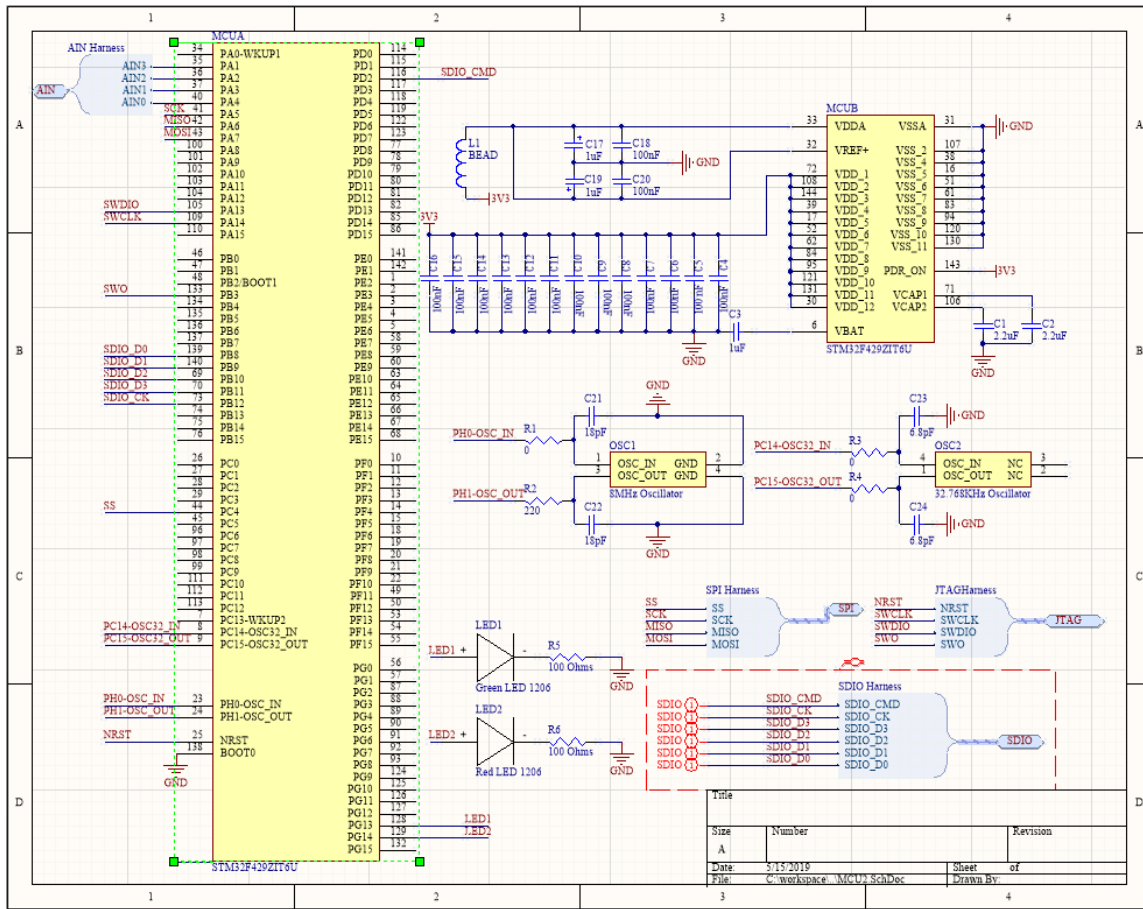 1 2 3 4
A
B
C
D
AIN Harness
AIN
AIN3
AIN2
AIN1
AIN0
MCUA
34 PA0-WKUP1 PD0 114
35 PA1 PD1 115
36 PA2 PD2 116 SDIO_CMD
37 PA3 PD3 117
40 PA4 PD4 118
SCK 41 PA5 PD5 119
MISO 42 PA6 PD6 122
MOSI 43 PA7 PD7 123
100 PA8 PD8 77
101 PA9 PD9 78
102 PA10 PD10 79
103 PA11 PD11 80
104 PA12 PD12 81
SWDIO 105 PA13 PD13 82
SWCLK 109 PA14 PD14 85
110 PA15 PD15 86
46 PB0 PE0 141
47 PB1 PE1 142
48 PB2/BOOT1 PE2 1
SWO 133 PB3 PE3 2
134 PB4 PE4 3
135 PB5 PE5 4
136 PB6 PE6 5
137 PB7 PE7 58
SDIO_D0 139 PB8 PE8 59
SDIO_D1 140 PB9 PE9 60
SDIO_D2 69 PB10 PE10 63
SDIO_D3 70 PB11 PE11 64
SDIO_CK 73 PB12 PE12 65
74 PB13 PE13 66
75 PB14 PE14 67
76 PB15 PE15 68
26 PC0 PF0 10
27 PC1 PF1 11
28 PC2 PF2 12
29 PC3 PF3 13
SS 44 PC4 PF4 14
45 PC5 PF5 15
96 PC6 PF6 18
97 PC7 PF7 19
98 PC8 PF8 20
99 PC9 PF9 21
111 PC10 PF10 22
112 PC11 PF11 49
113 PC12 PF12 50
7 PC13-WKUP2 PF13 53
PC14-OSC32_IN 8 PC14-OSC32_IN PF14 54
PC15-OSC32_OUT 9 PC15-OSC32_OUT PF15 55
PG0 56
PG1 57
PG2 87
PH0-OSC_IN 23 PH0-OSC_IN PG3 88
PH1-OSC_OUT 24 PH1-OSC_OUT PG4 89
PG5 90
NRST 25 NRST PG6 91
138 BOOT0 PG7 92
GND PG8 93
PG9 124
PG10 125
PG11 126
PG12 127
PG13 128 LED1
PG14 129 LED2
PG15 132
STM32F429ZIT6U
L1
BEAD
3V3
C17
1uF
C18
100nF
C19
1uF
C20
100nF
GND
MCUB
33 VDDA VSSA 31 GND
32 VREF+ VSS_2 107
VSS_4 38
72 VDD_1 VSS_5 16
108 VDD_2 VSS_6 51
144 VDD_3 VSS_7 61
39 VDD_4 VSS_8 83
17 VDD_5 VSS_9 94
52 VDD_6 VSS_10 120
62 VDD_7 VSS_11 130
84 VDD_8
95 VDD_9 PDR_ON 143 3V3
121 VDD_10
131 VDD_11 VCAP1 71
30 VDD_12 VCAP2 106
6 VBAT
STM32F429ZIT6U
C1
2.2uF
C2
2.2uF
GND
3V3
C16 100nF
C15 100nF
C14 100nF
C13 100nF
C12 100nF
C11 100nF
C10 100nF
C9 100nF
C8 100nF
C7 100nF
C6 100nF
C5 1uF
C4 100nF
C3
1uF
GND
GND
C21
18pF
PH0-OSC_IN R1
0
OSC1
1 OSC_IN GND 2
3 OSC_OUT GND 4
8MHz Oscillator
PH1-OSC_OUT R2
220
C22
18pF
GND
C23
6.8pF
GND
PC14-OSC32_IN R3
0
OSC2
4 OSC_IN NC 3
1 OSC_OUT NC 2
32.768KHz Oscillator
PC15-OSC32_OUT R4
0
C24
6.8pF
GND
SPI Harness
SS SS
SCK SCK
MISO MISO
MOSI MOSI
SPI
JTAGHarness
NRST NRST
SWCLK SWCLK
SWDIO SWDIO
SWO SWO
JTAG
LED1
LED1 + -
R5
100 Ohms
Green LED 1206
GND
LED2
LED2 + -
R6
100 Ohms
Red LED 1206
GND
SDIO Harness
SDIO 1 SDIO_CMD SDIO_CMD
SDIO 1 SDIO_CK SDIO_CK
SDIO 1 SDIO_D3 SDIO_D3
SDIO 1 SDIO_D2 SDIO_D2
SDIO 1 SDIO_D1 SDIO_D1
SDIO 1 SDIO_D0 SDIO_D0
SDIO
Title
Size Number Revision
A
Date: 5/15/2019 Sheet of
File: C:\workspace\..\MCU2.SchDoc Drawn By:
A
B
C
D
1 2 3 4